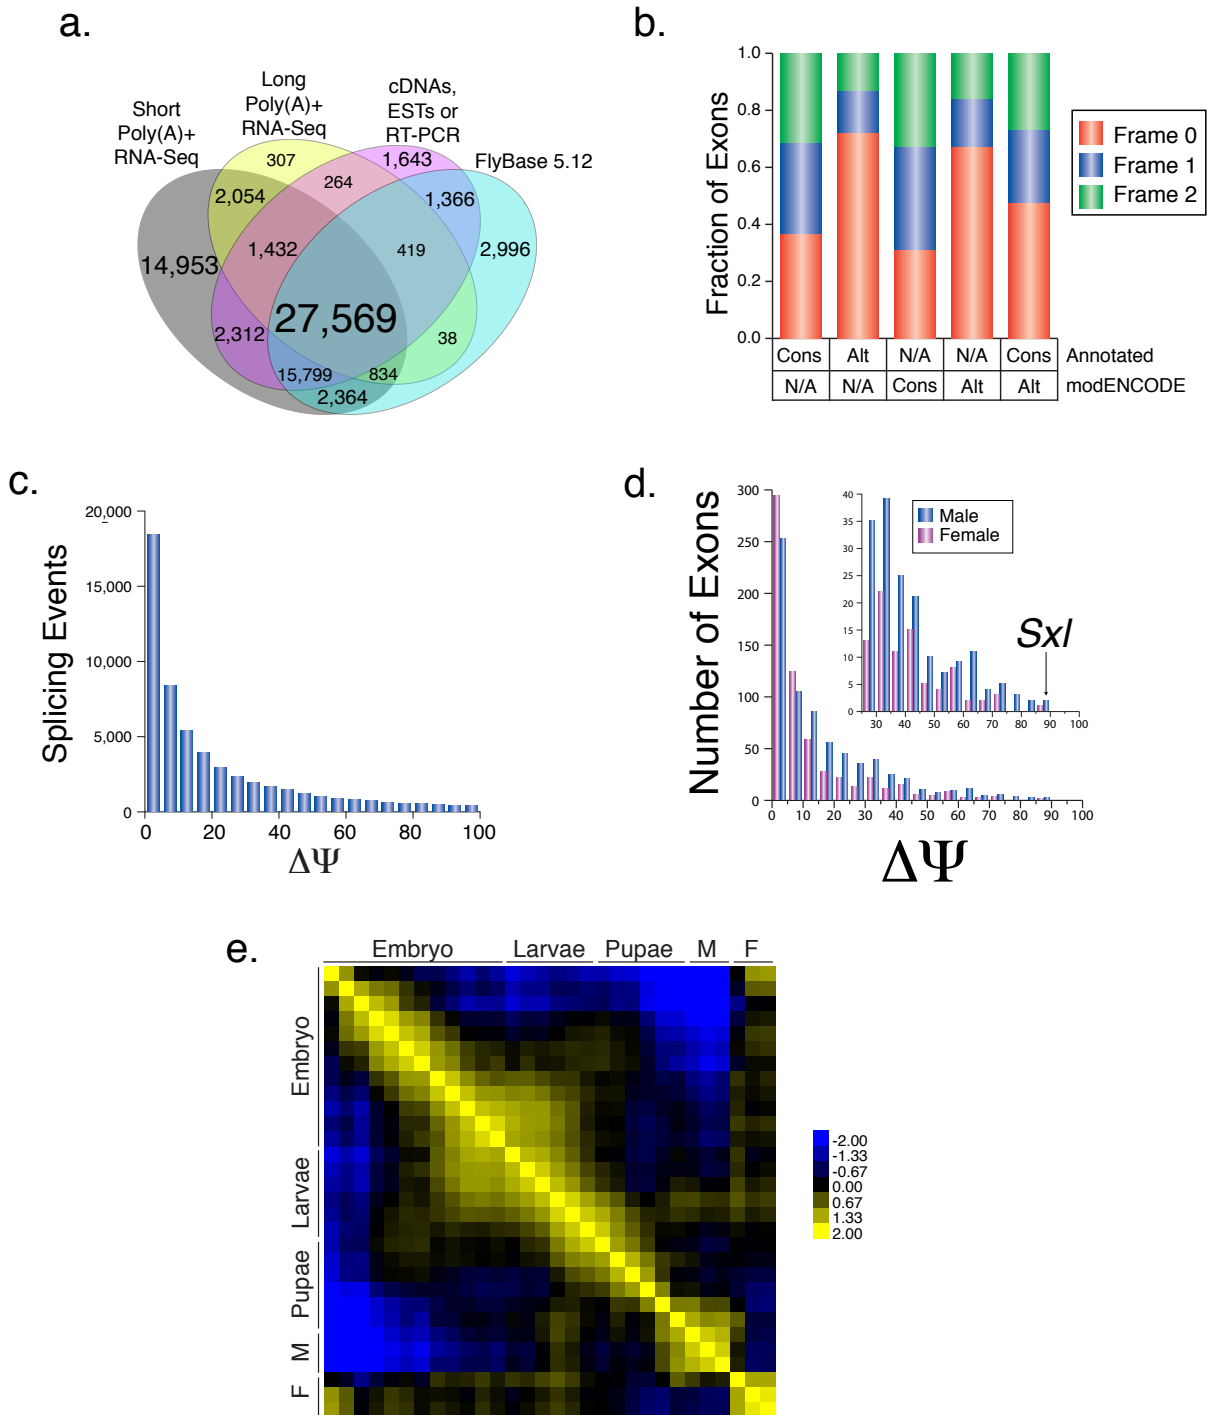 a.
Short
Poly(A)+
RNA-Seq
Long
Poly(A)+
RNA-Seq
cDNAs,
ESTs or
RT-PCR
FlyBase 5.12
307
1,643
264
2,054
1,366
1,432
419
2,996
14,953
27,569
2,312
38
15,799
834
2,364
b.
Fraction of Exons
1.0
0.8
0.6
0.4
0.2
0.0
Frame 0
Frame 1
Frame 2
Cons Alt N/A N/A Cons Annotated
N/A N/A Cons Alt Alt modENCODE
c.
Splicing Events
20,000
15,000
10,000
5,000
0
0 20 40 60 80 100
ΔΨ
d.
Number of Exons
300
250
200
150
100
50
0
0 10 20 30 40 50 60 70 80 90 100
ΔΨ
40
35
30
25
20
15
10
5
0
30 40 50 60 70 80 90 100
Male
Female
Sxl
e.
Embryo Larvae Pupae M F
Embryo
Larvae
Pupae
M
F
-2.00
-1.33
-0.67
0.00
0.67
1.33
2.00